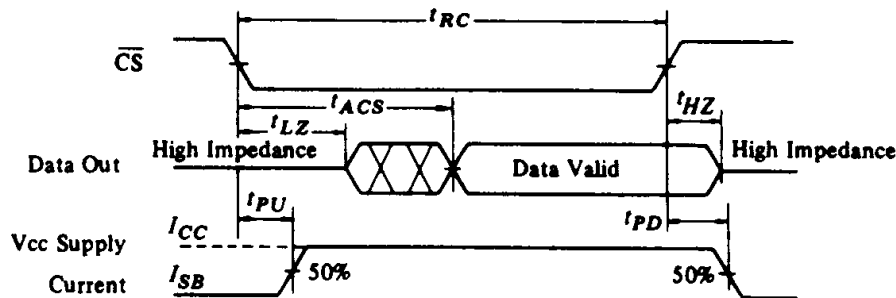 tRC
CS
tACS
tHZ
tLZ
High Impedance
High Impedance
Data Out
Data Valid
tPU
tPD
ICC
Vcc Supply
Current
ISB
50%
50%